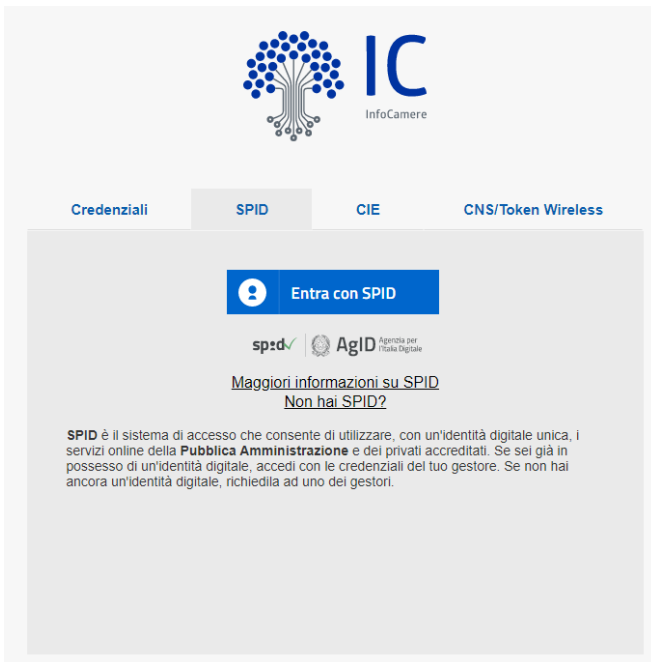 IC
InfoCamere
Credenziali SPID CIE CNS/Token Wireless
Entra con SPID
sp:d AgID Agenzia per
l'Italia Digitale
Maggiori informazioni su SPID
Non hai SPID?
SPID è il sistema di accesso che consente di utilizzare, con un'identità digitale unica, i
servizi online della Pubblica Amministrazione e dei privati accreditati. Se sei già in
possesso di un'identità digitale, accedi con le credenziali del tuo gestore. Se non hai
ancora un'identità digitale, richiedila ad uno dei gestori.